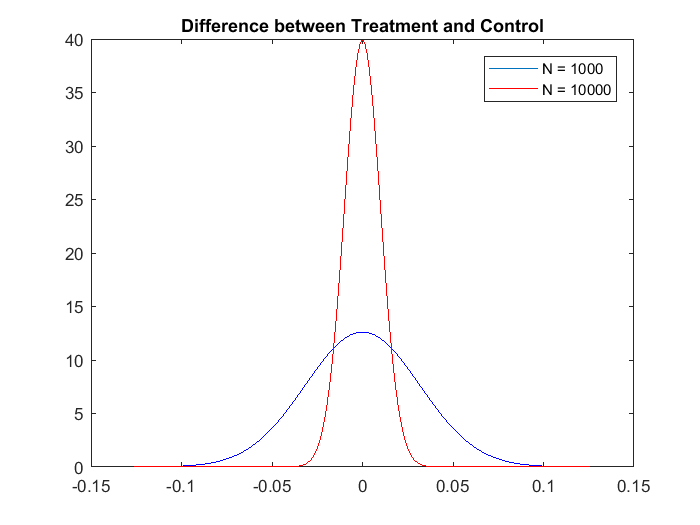 Difference between Treatment and Control
N = 1000
N = 10000
40
35
30
25
20
15
10
5
0
-0.15 -0.1 -0.05 0 0.05 0.1 0.15